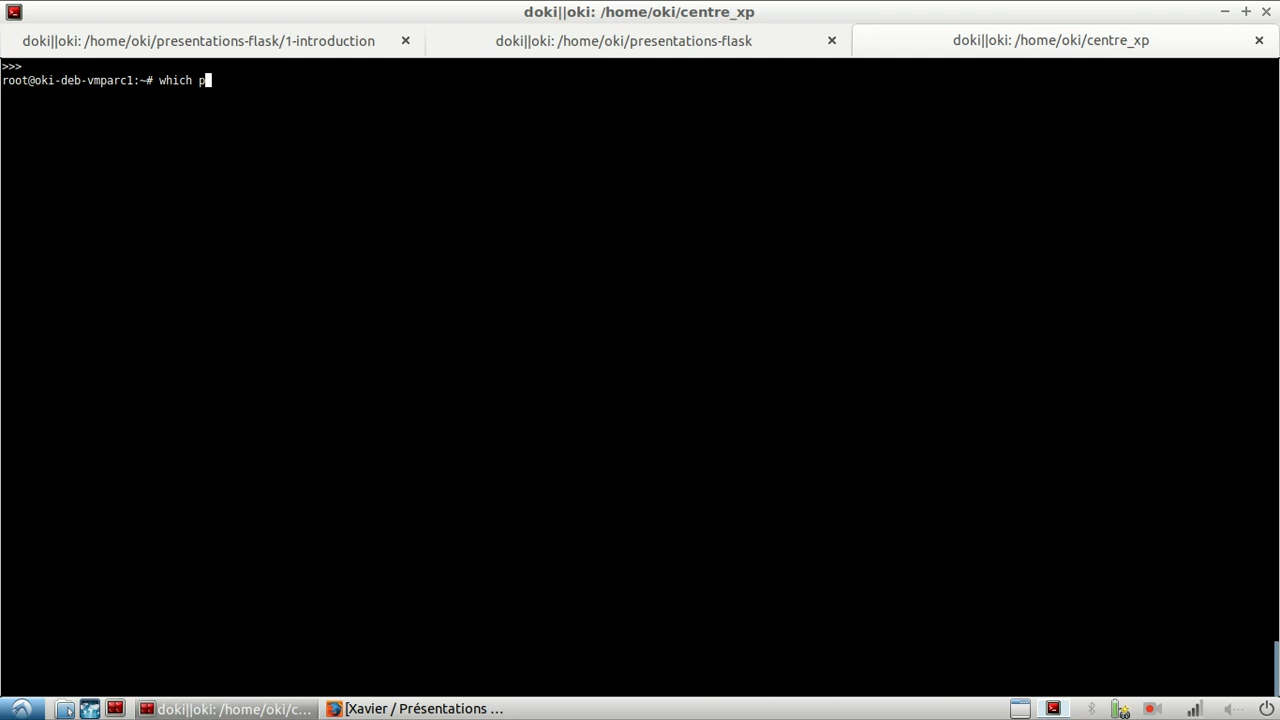 doki||oki: /home/oki/centre_xp
doki||oki: /home/oki/presentations-flask/1-introduction
doki||oki: /home/oki/presentations-flask
doki||oki: /home/oki/centre_xp
>>>
root@oki-deb-vmparc1:~# which p
doki||oki: /home/oki/c...
[Xavier / Présentations ...